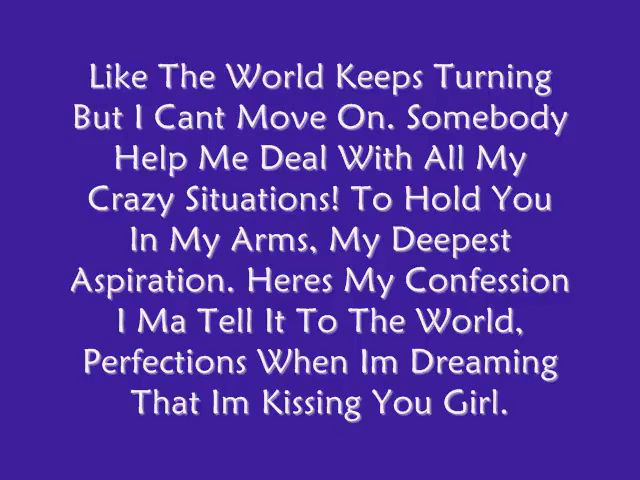 Like The World Keeps Turning
But I Cant Move On. Somebody
Help Me Deal With All My
Crazy Situations! To Hold You
In My Arms, My Deepest
Aspiration. Heres My Confession
I Ma Tell It To The World,
Perfections When Im Dreaming
That Im Kissing You Girl.